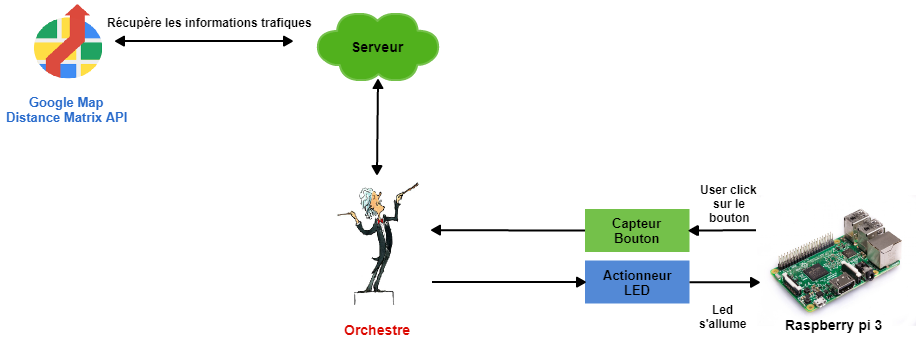 Récupère les informations trafiques
Serveur
Google Map
Distance Matrix API
User click
sur le
bouton
Capteur
Bouton
Actionneur
LED
Led
s'allume
Orchestre
Raspberry pi 3